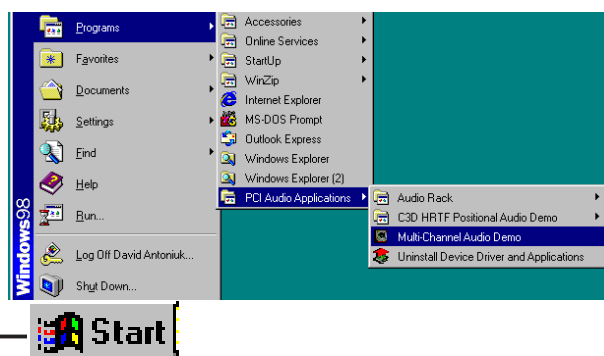 Programs
Favorites
Documents
Settings
Find
Help
Run...
Log Off David Antoniuk...
Shut Down...
Windows98
Accessories
Online Services
StartUp
WinZip
Internet Explorer
MS-DOS Prompt
Outlook Express
Windows Explorer
Windows Explorer (2)
PCI Audio Applications
Audio Rack
C3D HRTF Positional Audio Demo
Multi-Channel Audio Demo
Uninstall Device Driver and Applications
Start